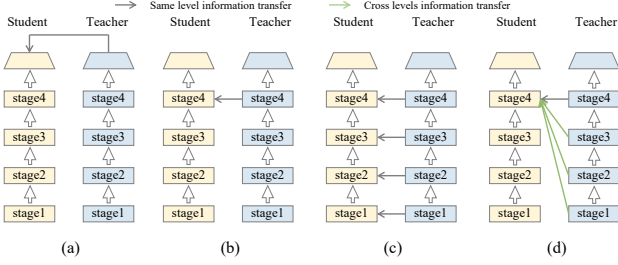 Same level information transfer Cross levels information transfer
Student Teacher Student Teacher Student Teacher Student Teacher
stage4 stage4 stage4 stage4 stage4 stage4 stage4 stage4
stage3 stage3 stage3 stage3 stage3 stage3 stage3 stage3
stage2 stage2 stage2 stage2 stage2 stage2 stage2 stage2
stage1 stage1 stage1 stage1 stage1 stage1 stage1 stage1
(a) (b) (c) (d)